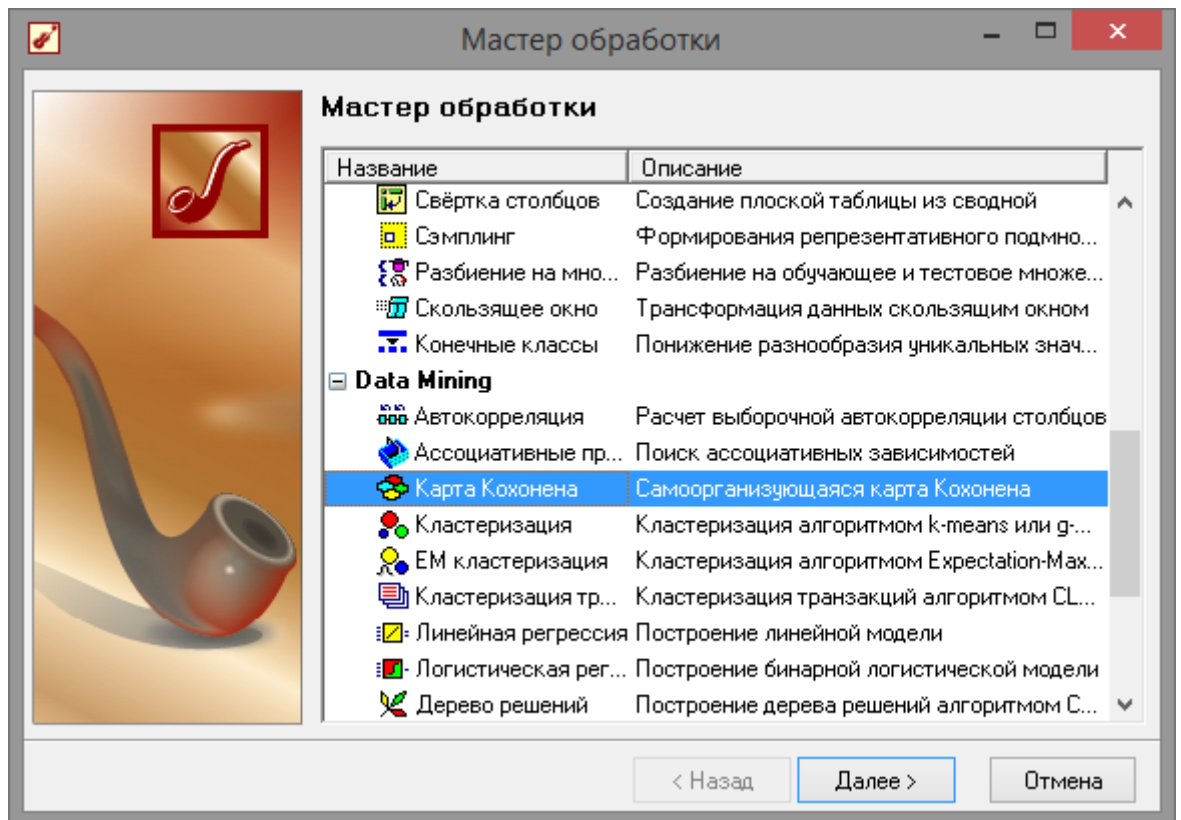 Мастер обработки
Мастер обработки
Название Описание
Свёртка столбцов Создание плоской таблицы из сводной
Сэмплинг Формирования репрезентативного подмно...
Разбиение на мно... Разбиение на обучающее и тестовое множе...
Скользящее окно Трансформация данных скользящим окном
Конечные классы Понижение разнообразия уникальных знач...
Data Mining
Автокорреляция Расчет выборочной автокорреляции столбцов
Ассоциативные пр... Поиск ассоциативных зависимостей
Карта Кохонена Самоорганизующаяся карта Кохонена
Кластеризация Кластеризация алгоритмом k-means или g-...
EM кластеризация Кластеризация алгоритмом Expectation-Max...
Кластеризация тр... Кластеризация транзакций алгоритмом CL...
Линейная регрессия Построение линейной модели
Логистическая рег... Построение бинарной логистической модели
Дерево решений Построение дерева решений алгоритмом C...
< Назад Далее > Отмена